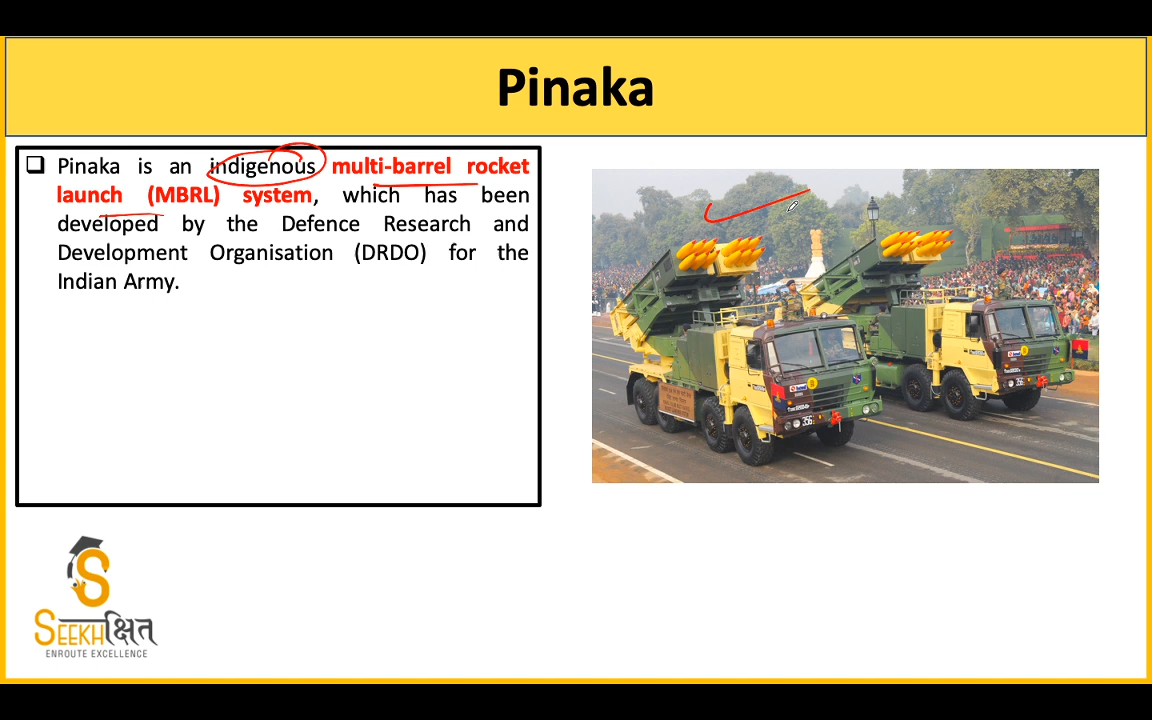 Pinaka
❑ Pinaka is an indigenous multi-barrel rocket
launch (MBRL) system, which has been
developed by the Defence Research and
Development Organisation (DRDO) for the
Indian Army.
356
SEEKHक्षित
ENROUTE EXCELLENCE